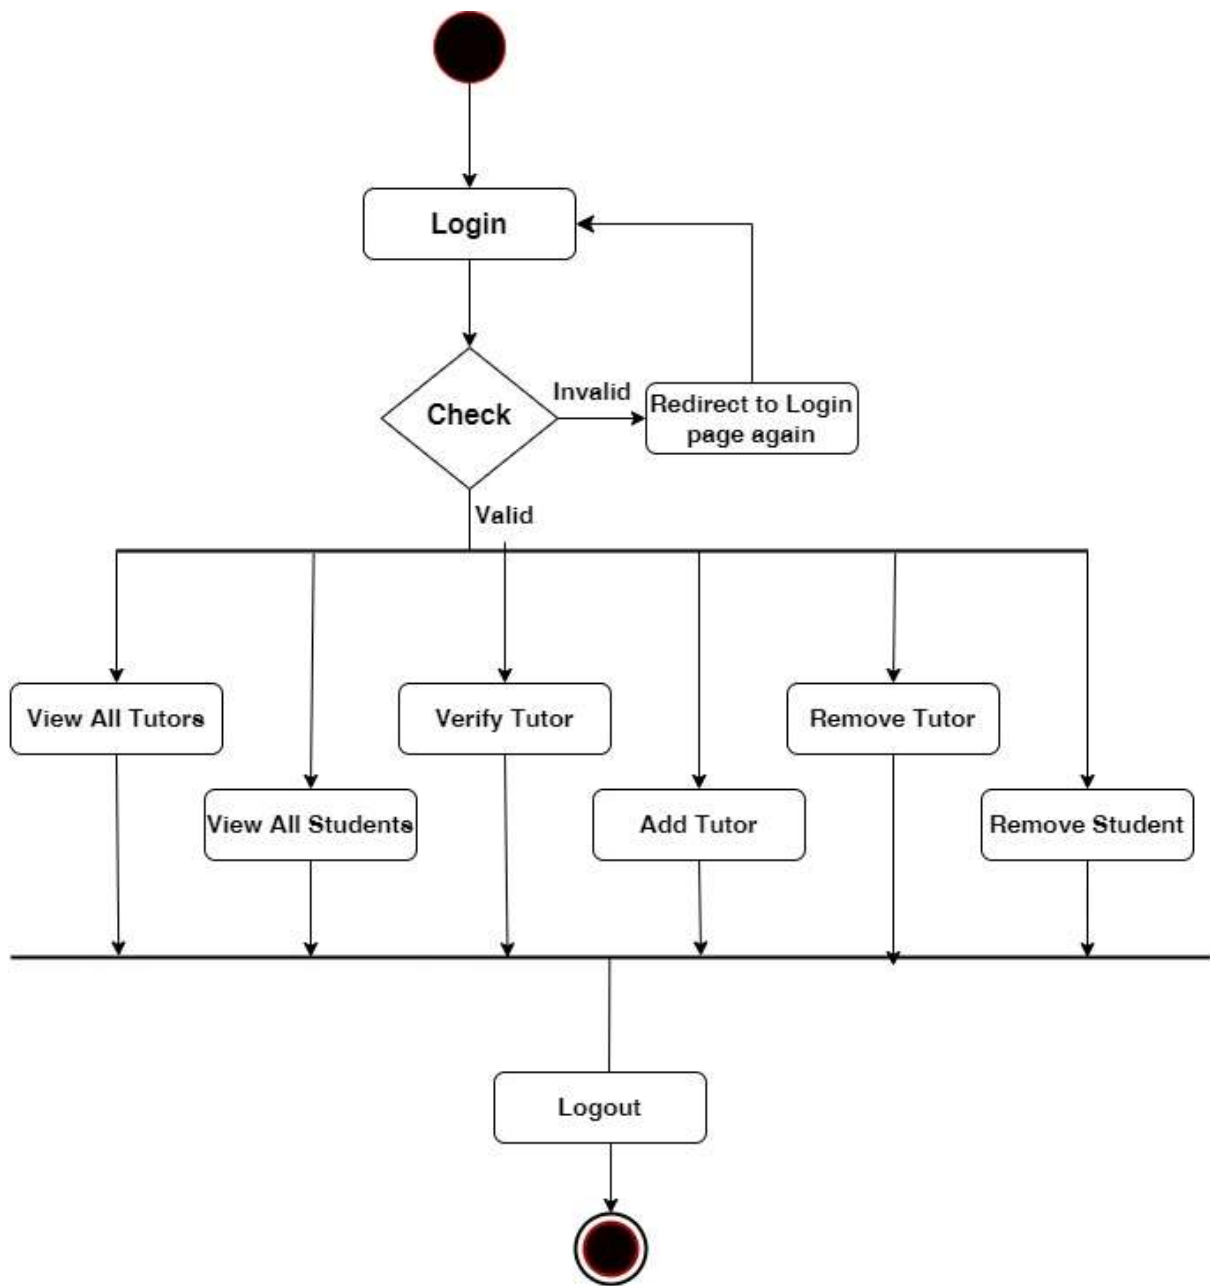 Login
Check
Invalid
Redirect to Login
page again
Valid
View All Tutors
Verify Tutor
Remove Tutor
View All Students
Add Tutor
Remove Student
Logout